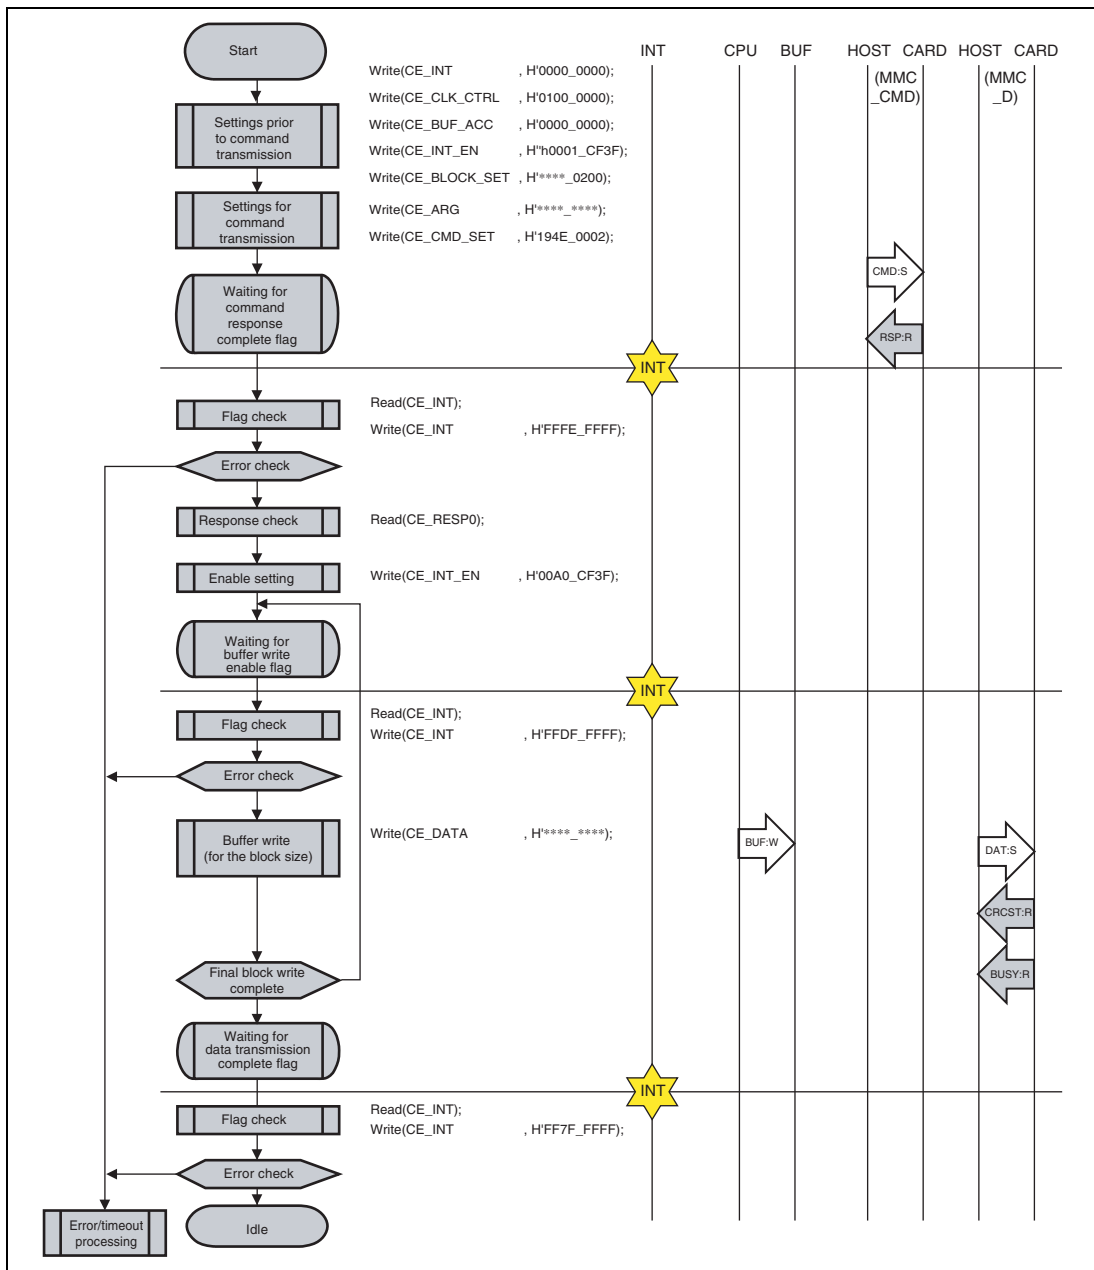 Start
INT CPU BUF HOST CARD HOST CARD
(MMC (MMC
_CMD) _D)
Write(CE_INT , H'0000_0000);
Write(CE_CLK_CTRL , H'0100_0000);
Settings prior
to command
transmission
Write(CE_BUF_ACC , H'0000_0000);
Write(CE_INT_EN , H"h0001_CF3F);
Write(CE_BLOCK_SET , H'****_0200);
Settings for
command
transmission
Write(CE_ARG , H'****_****);
Write(CE_CMD_SET , H'194E_0002);
CMD:S
Waiting for
command
response
complete flag
RSP:R
INT
Flag check
Read(CE_INT);
Write(CE_INT , H'FFFE_FFFF);
Error check
Response check
Read(CE_RESP0);
Enable setting
Write(CE_INT_EN , H'00A0_CF3F);
Waiting for
buffer write
enable flag
INT
Flag check
Read(CE_INT);
Write(CE_INT , H'FFDF_FFFF);
Error check
Buffer write
(for the block size)
Write(CE_DATA , H'****_****);
BUF:W
DAT:S
CRCST:R
BUSY:R
Final block write
complete
Waiting for
data transmission
complete flag
INT
Flag check
Read(CE_INT);
Write(CE_INT , H'FF7F_FFFF);
Error check
Error/timeout
processing
Idle